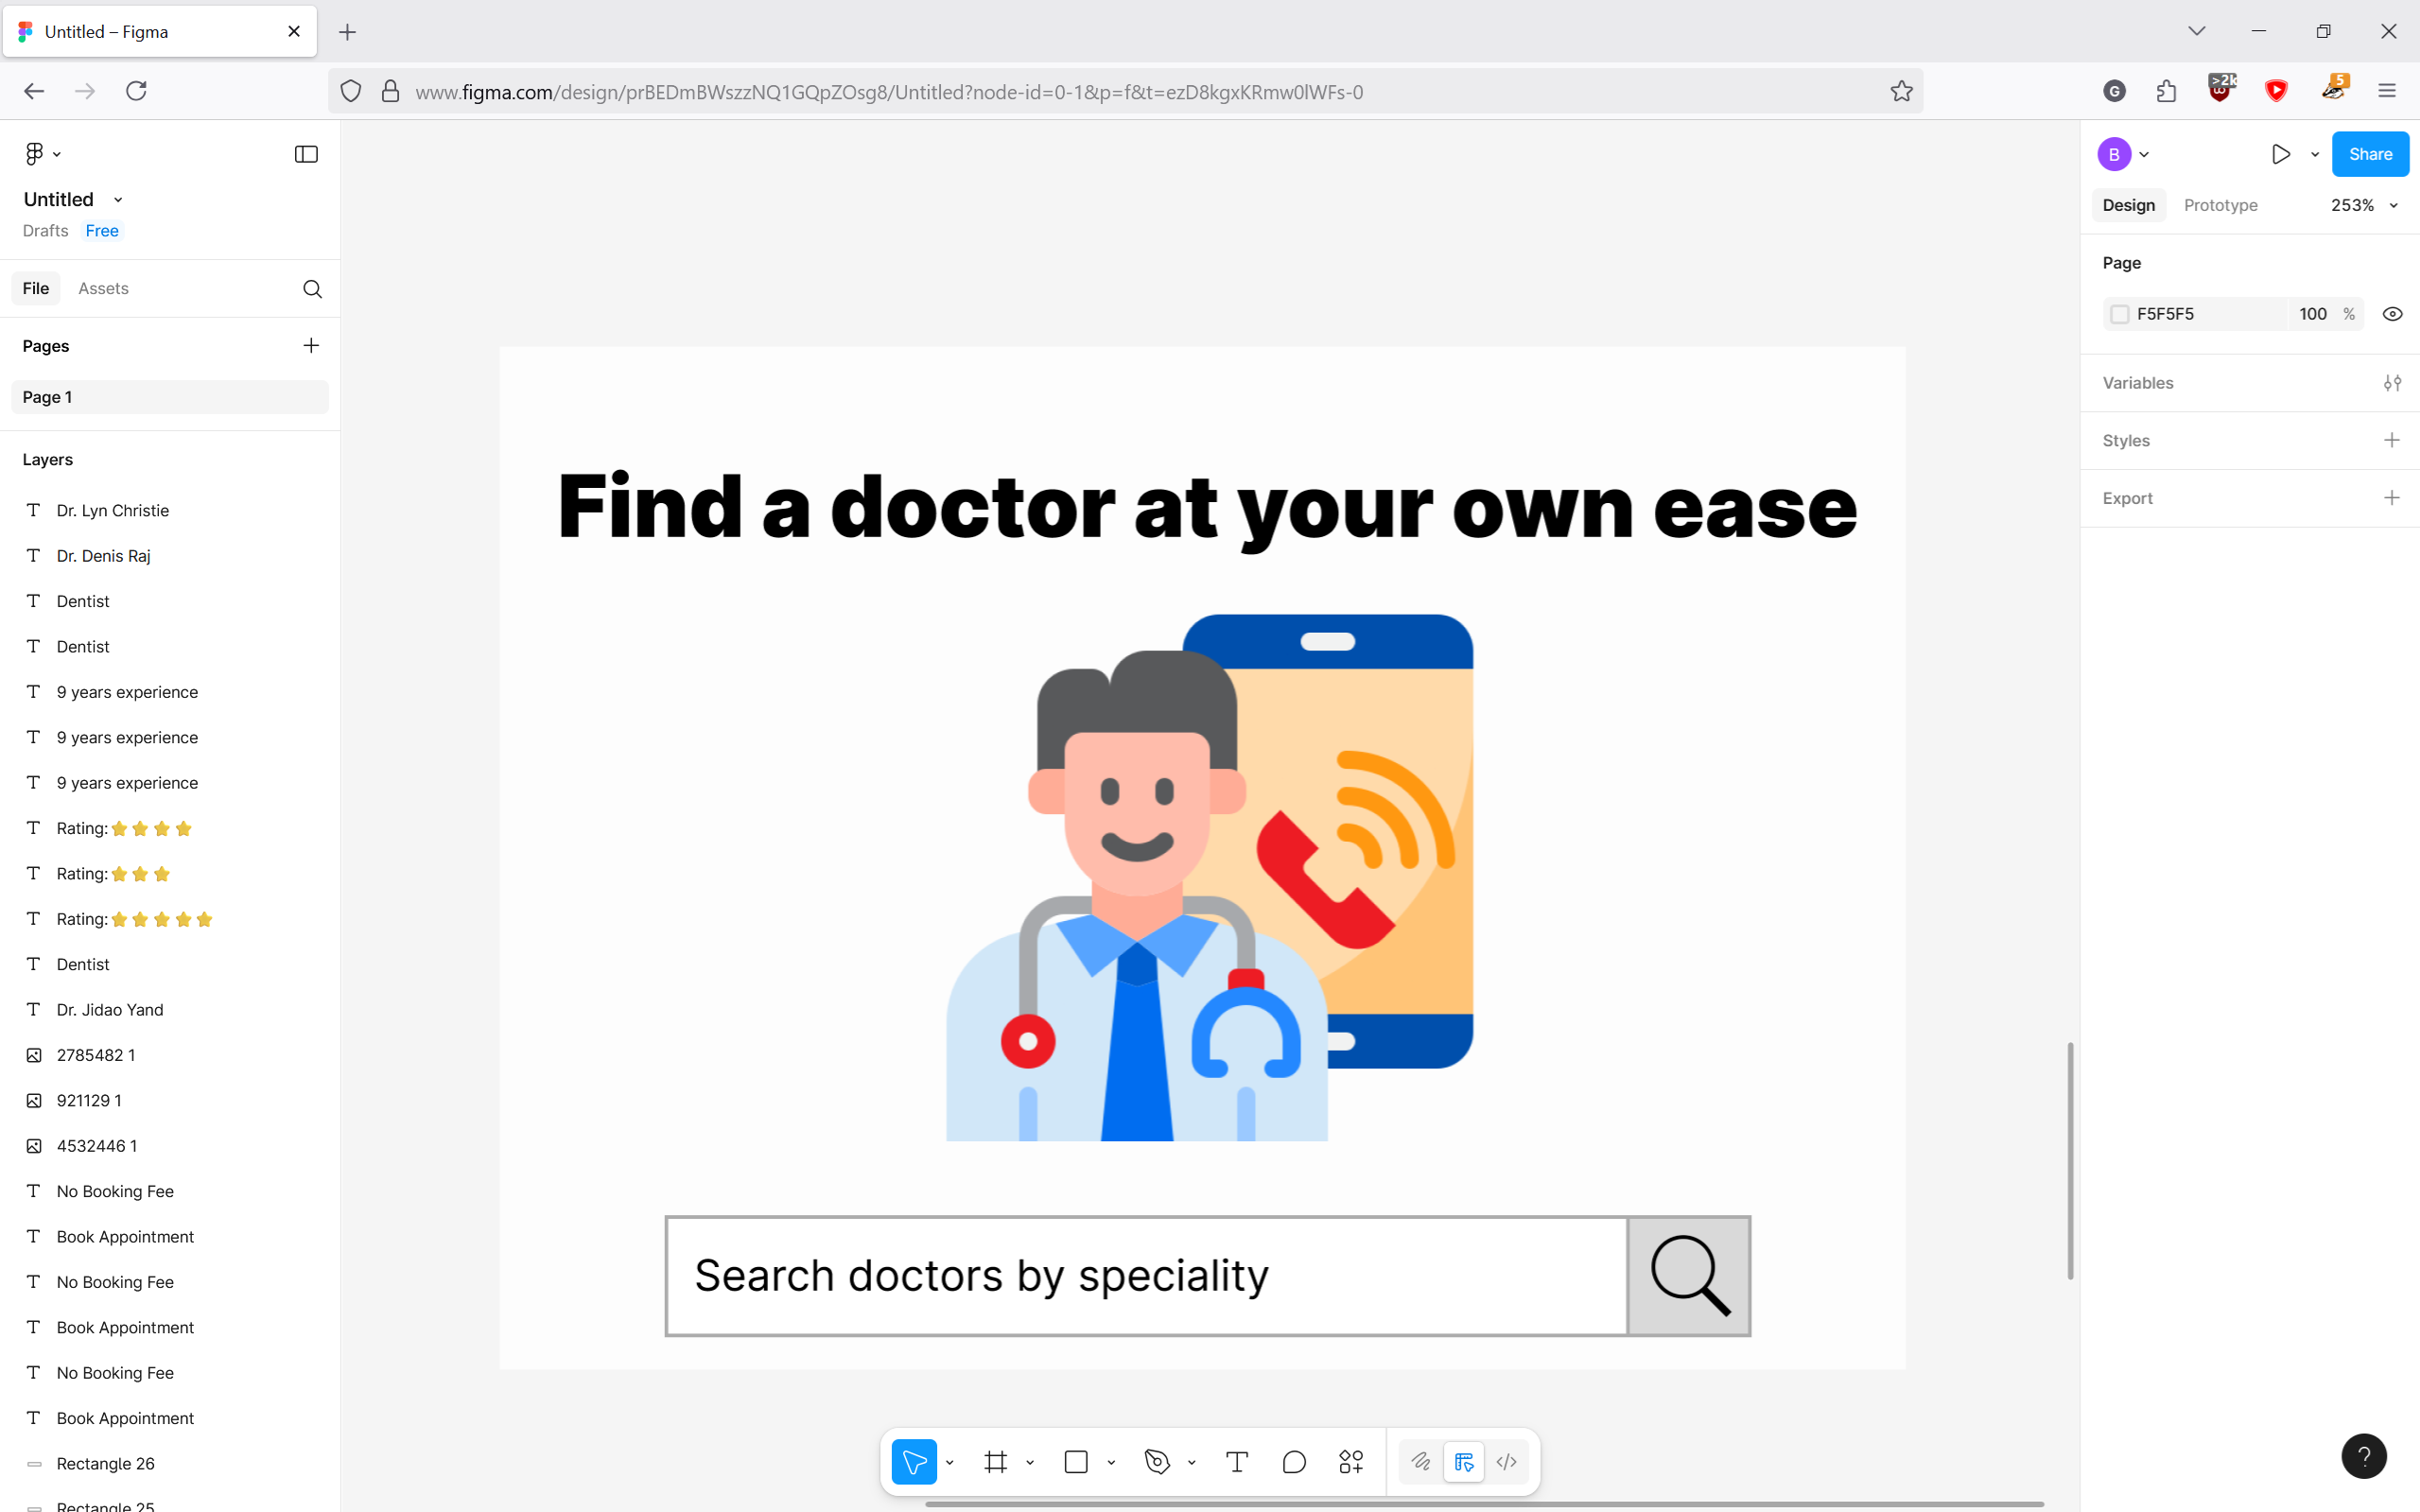 Untitled – Figma
www.figma.com/design/prBEDmBWszzNQ1GQpZOsg8/Untitled?node-id=0-1&p=f&t=ezD8kgxKRmw0lWFs-0
G
>2k
5
Untitled
Drafts Free
File Assets
Pages
Page 1
Layers
Dr. Lyn Christie
Dr. Denis Raj
Dentist
Dentist
9 years experience
9 years experience
9 years experience
Rating:⭐⭐⭐⭐
Rating:⭐⭐⭐
Rating:⭐⭐⭐⭐⭐
Dentist
Dr. Jidao Yand
2785482 1
921129 1
4532446 1
No Booking Fee
Book Appointment
No Booking Fee
Book Appointment
No Booking Fee
Book Appointment
Rectangle 26
Rectangle 25
Find a doctor at your own ease
Search doctors by speciality
B
Share
Design Prototype 253%
Page
F5F5F5 100 %
Variables
Styles
Export
?